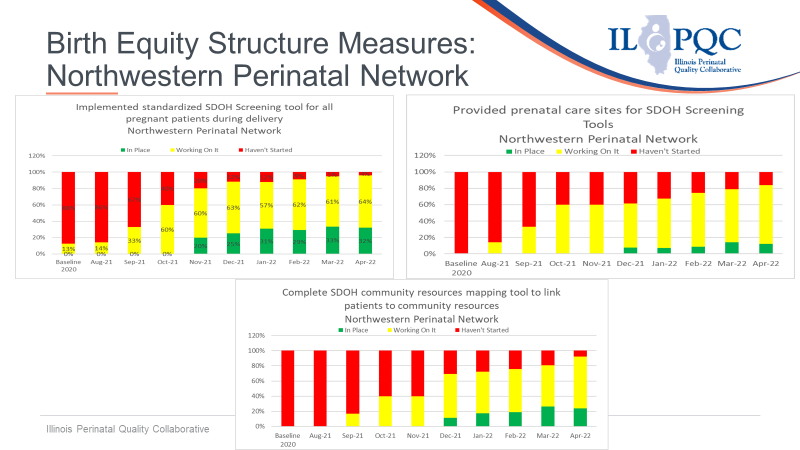 Birth Equity Structure Measures:
Northwestern Perinatal Network
IL PQC
Illinois Perinatal
Quality Collaborative
Implemented standardized SDOH Screening tool for all
pregnant patients during delivery
Northwestern Perinatal Network
In Place Working On It Haven't Started
120%
100%
80%
60%
40%
20%
0%
60% 60% 63% 57% 62% 61% 64%
33%
13% 14%
0% 0% 0% 0%
Baseline 2020 Aug-21 Sep-21 Oct-21 Nov-21 Dec-21 Jan-22 Feb-22 Mar-22 Apr-22
Provided prenatal care sites for SDOH Screening
Tools
Northwestern Perinatal Network
In Place Working On It Haven't Started
120%
100%
80%
60%
40%
20%
0%
Baseline Aug-21 Sep-21 Oct-21 Nov-21 Dec-21 Jan-22 Feb-22 Mar-22 Apr-22
2020
Complete SDOH community resources mapping tool to link
patients to community resources
Northwestern Perinatal Network
In Place Working On It Haven't Started
120%
100%
80%
60%
40%
20%
0%
Baseline Aug-21 Sep-21 Oct-21 Nov-21 Dec-21 Jan-22 Feb-22 Mar-22 Apr-22
2020
Illinois Perinatal Quality Collaborative